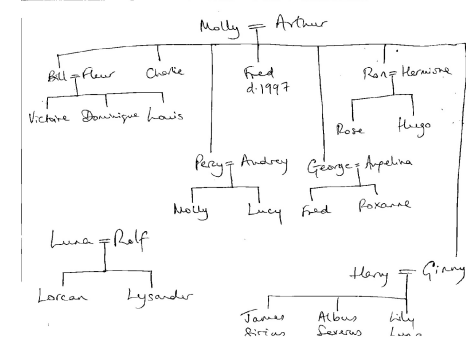 Molly = Arthur
Bill = Fleur Charlie Fred Ron = Hermione
d.1997
Victoire Dominique Louis
Rose Hugo
Percy = Audrey George = Angelina
Molly Lucy Fred Roxanne
Luna = Rolf
Harry = Ginny
Lorcan Lysander
James Albus Lily
Sirius Severus Luna